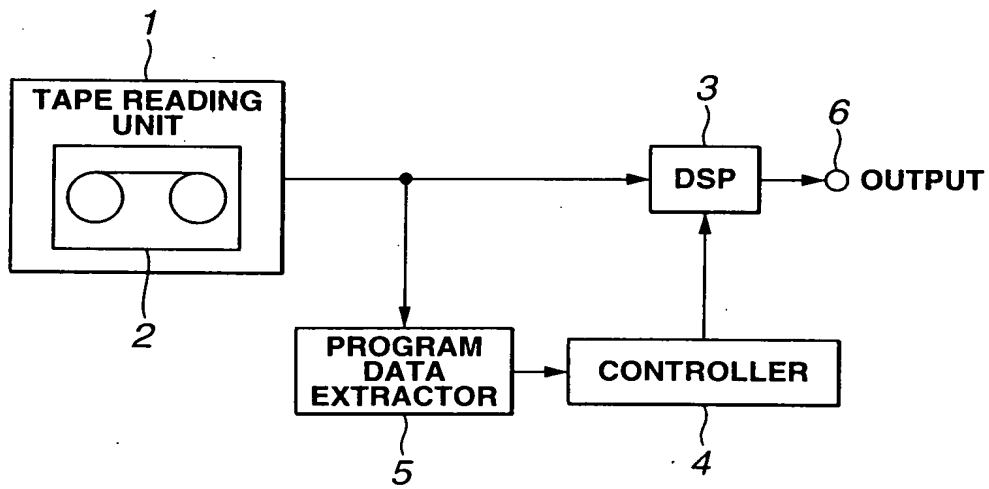 1
TAPE READING
UNIT
2
3
DSP
6
OUTPUT
PROGRAM
DATA
EXTRACTOR
5
CONTROLLER
4